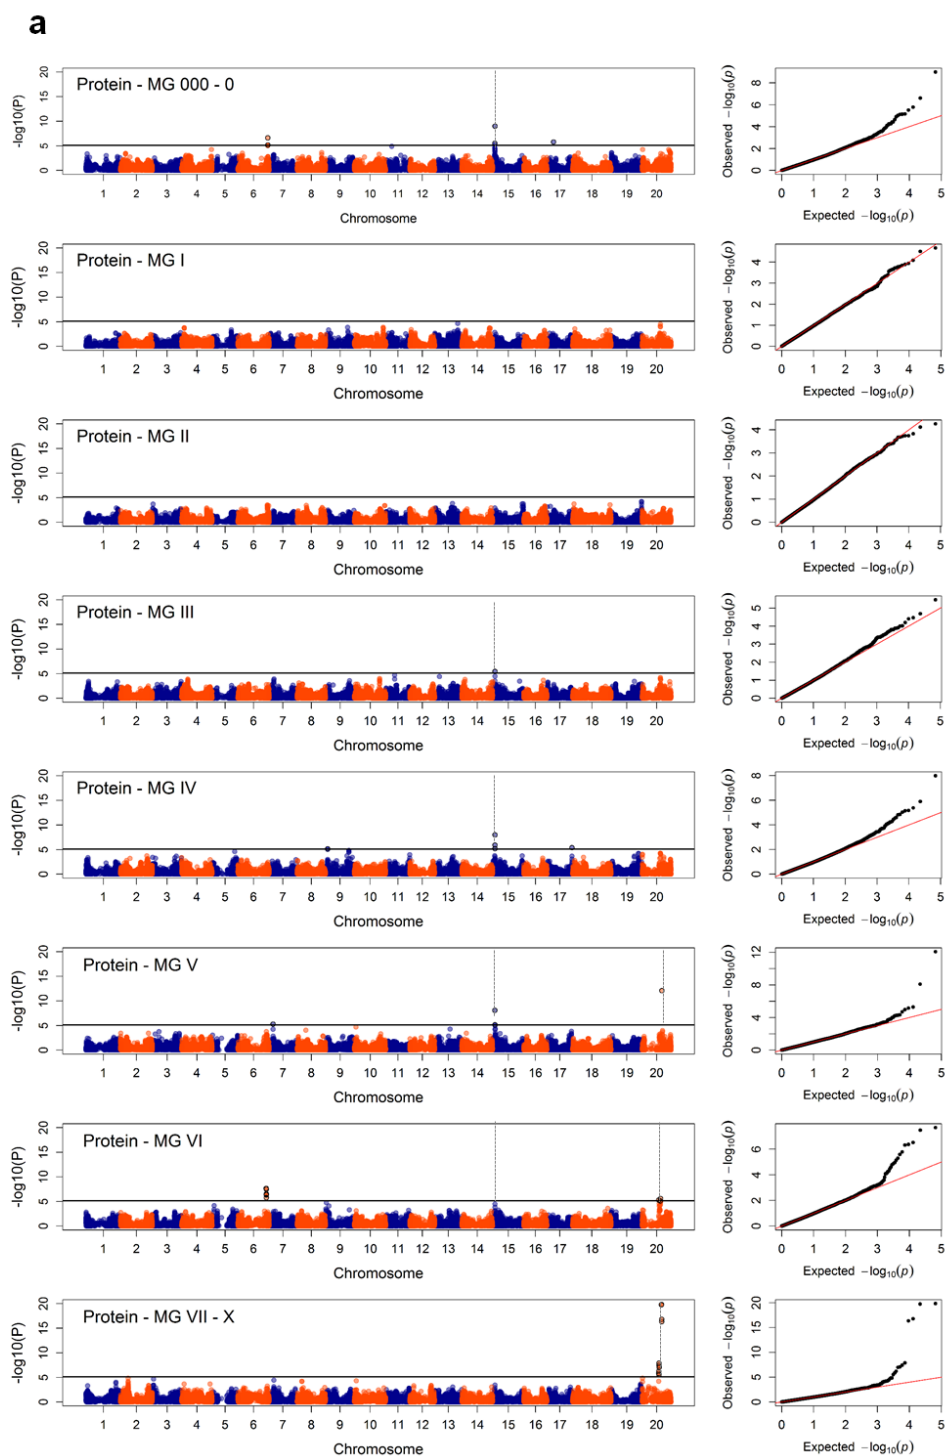 a
Protein - MG 000 - 0
-log10(P)
20
15
10
5
0
1 2 3 4 5 6 7 8 9 10 11 12 13 14 15 16 17 18 19 20
Chromosome
Observed −log10(p)
8
6
4
2
0
0 1 2 3 4 5
Expected −log10(p)
Protein - MG I
-log10(P)
20
15
10
5
0
1 2 3 4 5 6 7 8 9 10 11 12 13 14 15 16 17 18 19 20
Chromosome
Observed −log10(p)
4
3
2
1
0
0 1 2 3 4 5
Expected −log10(p)
Protein - MG II
-log10(P)
20
15
10
5
0
1 2 3 4 5 6 7 8 9 10 11 12 13 14 15 16 17 18 19 20
Chromosome
Observed −log10(p)
4
3
2
1
0
0 1 2 3 4 5
Expected −log10(p)
Protein - MG III
-log10(P)
20
15
10
5
0
1 2 3 4 5 6 7 8 9 10 11 12 13 14 15 16 17 18 19 20
Chromosome
Observed −log10(p)
5
4
3
2
1
0
0 1 2 3 4 5
Expected −log10(p)
Protein - MG IV
-log10(P)
20
15
10
5
0
1 2 3 4 5 6 7 8 9 10 11 12 13 14 15 16 17 18 19 20
Chromosome
Observed −log10(p)
8
6
4
2
0
0 1 2 3 4 5
Expected −log10(p)
Protein - MG V
-log10(P)
20
15
10
5
0
1 2 3 4 5 6 7 8 9 10 11 12 13 14 15 16 17 18 19 20
Chromosome
Observed −log10(p)
12
8
4
0
0 1 2 3 4 5
Expected −log10(p)
Protein - MG VI
-log10(P)
20
15
10
5
0
1 2 3 4 5 6 7 8 9 10 11 12 13 14 15 16 17 18 19 20
Chromosome
Observed −log10(p)
6
4
2
0
0 1 2 3 4 5
Expected −log10(p)
Protein - MG VII - X
-log10(P)
20
15
10
5
0
1 2 3 4 5 6 7 8 9 10 11 12 13 14 15 16 17 18 19 20
Chromosome
Observed −log10(p)
20
15
10
5
0
0 1 2 3 4 5
Expected −log10(p)